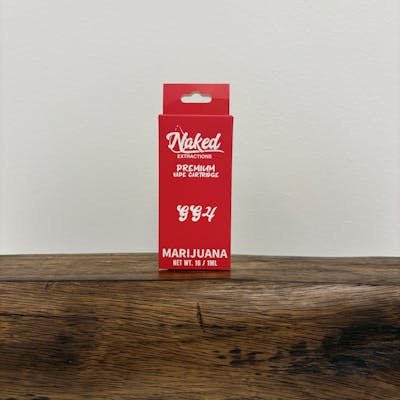 Naked
EXTRACTIONS
PREMIUM
VAPE CARTRIDGE
GG4
MARIJUANA
NET WT. 1G / 1ML